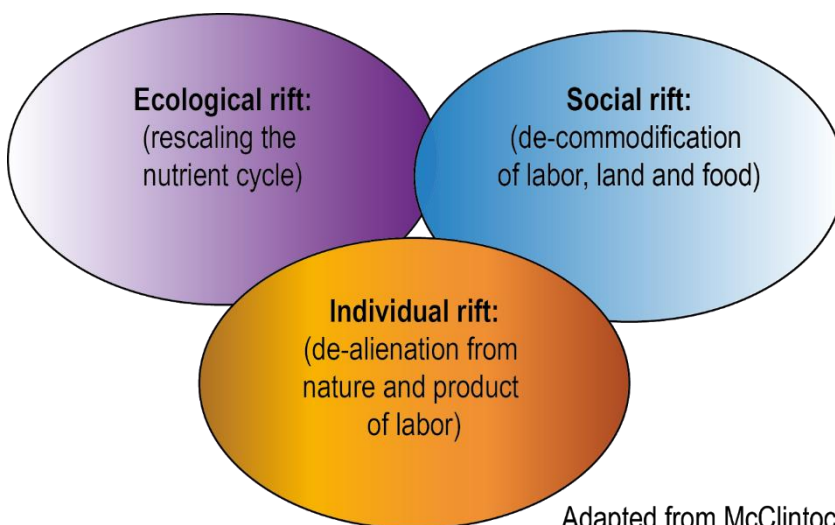 Ecological rift:
(rescaling the
nutrient cycle)
Social rift:
(de-commodification
of labor, land and food)
Individual rift:
(de-alienation from
nature and product
of labor)
Adapted from McClintoc